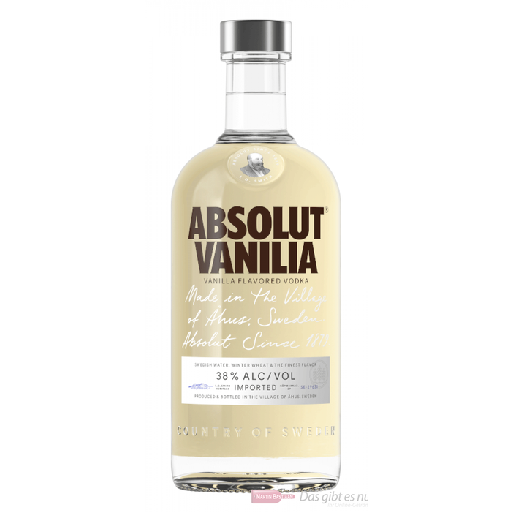 ABSOLUT®
VANILIA
VANILLA FLAVORED VODKA
Made in the Village
of Åhus, Sweden.
Absolut Since 1879
38% ALC/VOL
IMPORTED
COUNTRY OF SWEDEN
Das gibt es nur